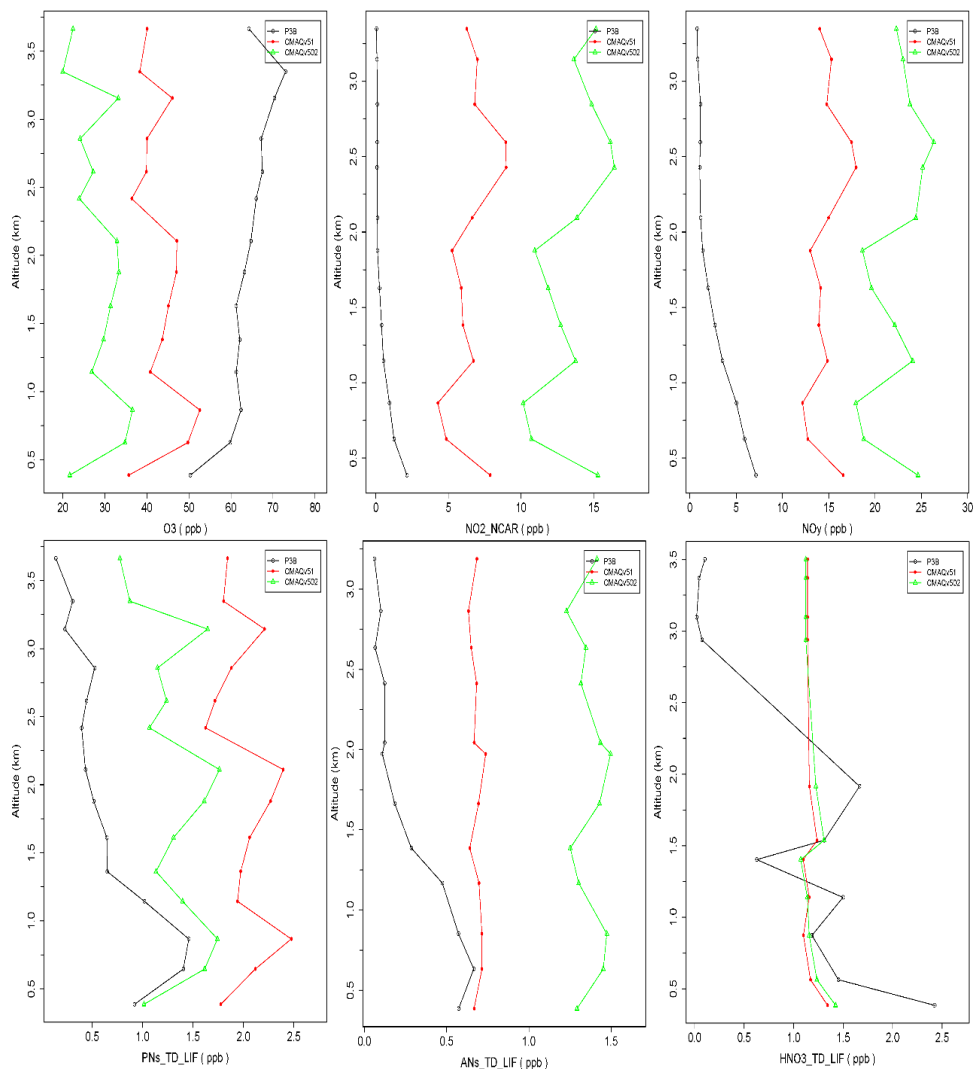 P3B
CMAQv51
CMAQv502
Altitude (km)
0.5 1.0 1.5 2.0 2.5 3.0 3.5
20 30 40 50 60 70 80
O3 ( ppb )
P3B
CMAQv51
CMAQv502
Altitude (km)
0.5 1.0 1.5 2.0 2.5 3.0
0 5 10 15
NO2_NCAR ( ppb )
P3B
CMAQv51
CMAQv502
Altitude (km)
0.5 1.0 1.5 2.0 2.5 3.0
0 5 10 15 20 25 30
NOy ( ppb )
P3B
CMAQv51
CMAQv502
Altitude (km)
0.5 1.0 1.5 2.0 2.5 3.0 3.5
0.5 1.0 1.5 2.0 2.5
PNs_TD_LIF ( ppb )
P3B
CMAQv51
CMAQv502
Altitude (km)
0.5 1.0 1.5 2.0 2.5 3.0
0.0 0.5 1.0 1.5
ANs_TD_LIF ( ppb )
P3B
CMAQv51
CMAQv502
Altitude (km)
0.5 1.0 1.5 2.0 2.5 3.0 3.5
0.0 0.5 1.0 1.5 2.0 2.5
HNO3_TD_LIF ( ppb )